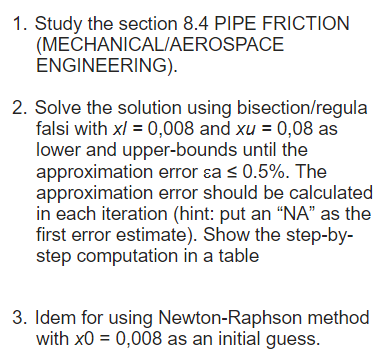 1. Study the section 8.4 PIPE FRICTION
(MECHANICAL/AEROSPACE
ENGINEERING).
2. Solve the solution using bisection/regula
falsi with xl = 0,008 and xu = 0,08 as
lower and upper-bounds until the
approximation error εa ≤ 0.5%. The
approximation error should be calculated
in each iteration (hint: put an “NA” as the
first error estimate). Show the step-by-
step computation in a table
3. Idem for using Newton-Raphson method
with x0 = 0,008 as an initial guess.